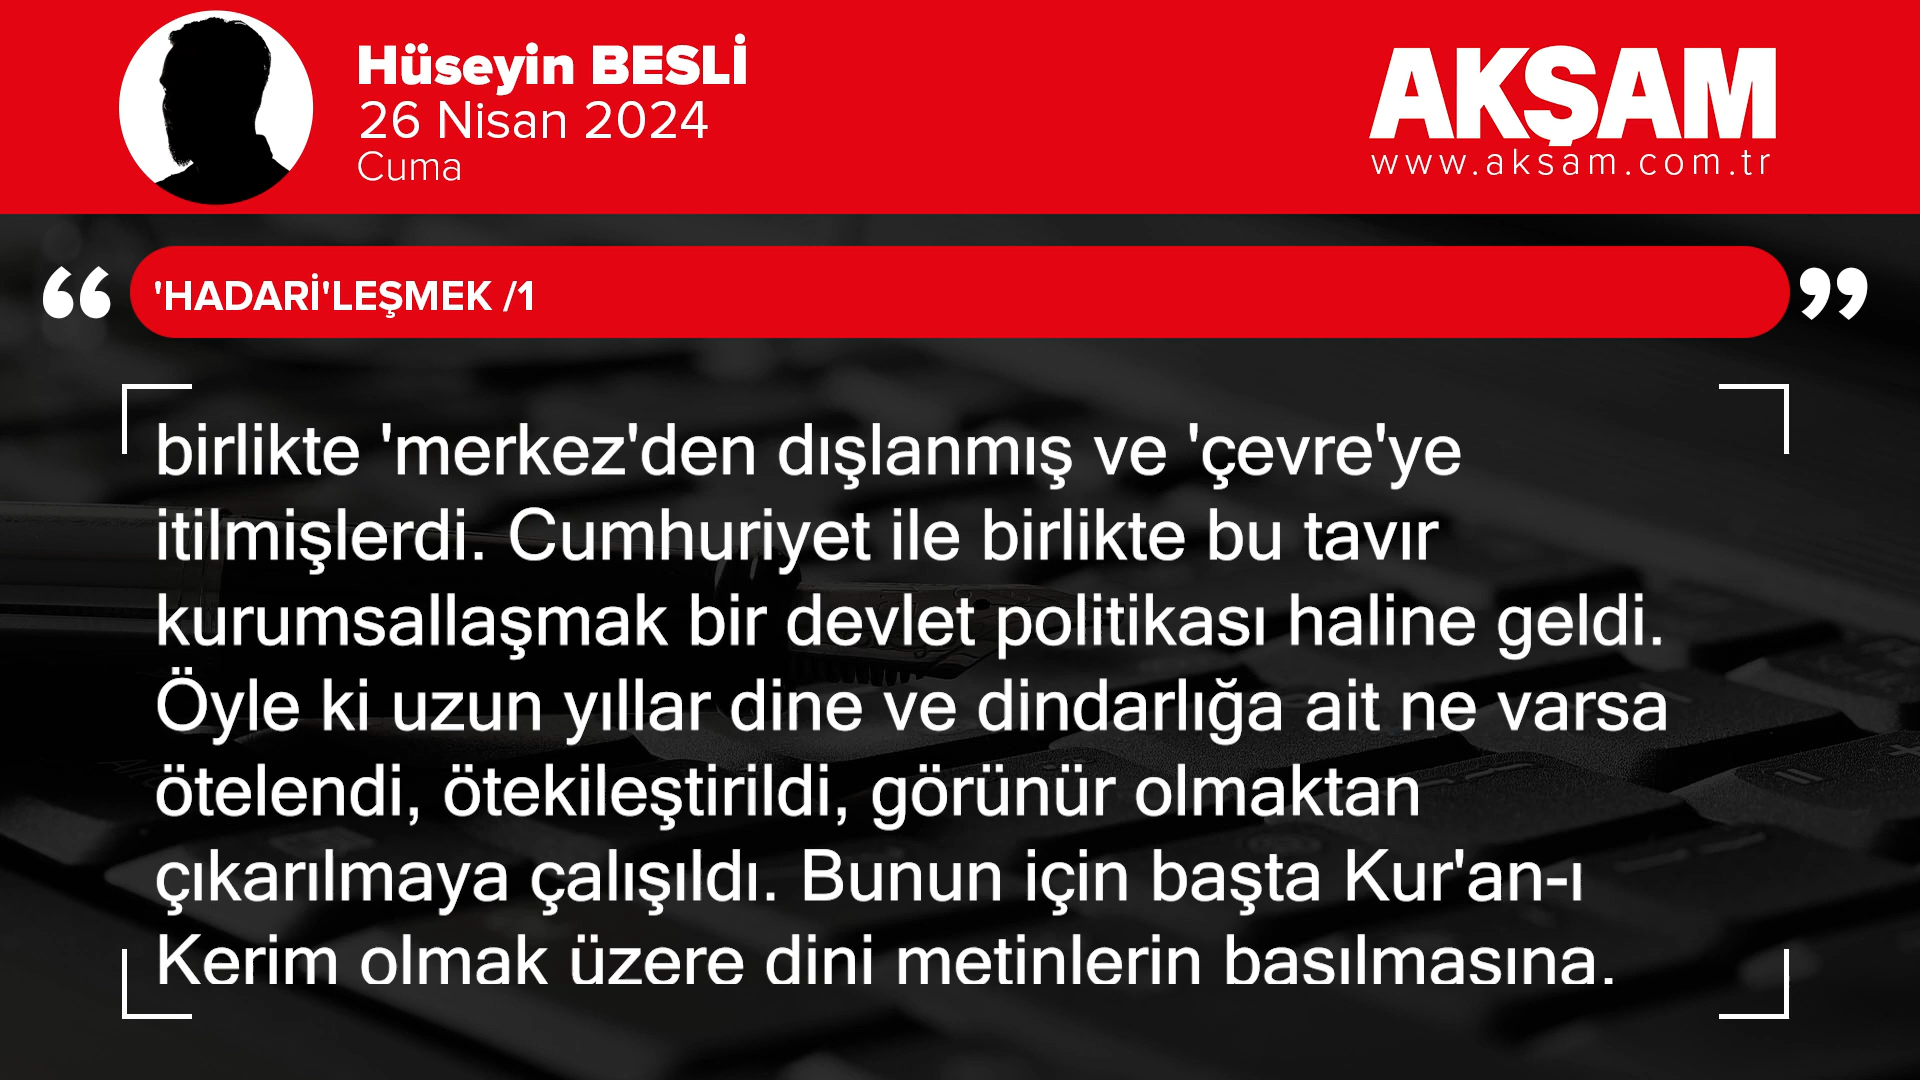 Hüseyin BESLİ
26 Nisan 2024
Cuma
AKŞAM
www.aksam.com.tr
“ 'HADARİ'LEŞMEK /1 ”
birlikte 'merkez'den dışlanmış ve 'çevre'ye
itilmişlerdi. Cumhuriyet ile birlikte bu tavır
kurumsallaşmak bir devlet politikası haline geldi.
Öyle ki uzun yıllar dine ve dindarlığa ait ne varsa
ötelendi, ötekileştirildi, görünür olmaktan
çıkarılmaya çalışıldı. Bunun için başta Kur'an-ı
Kerim olmak üzere dini metinlerin basılmasına.